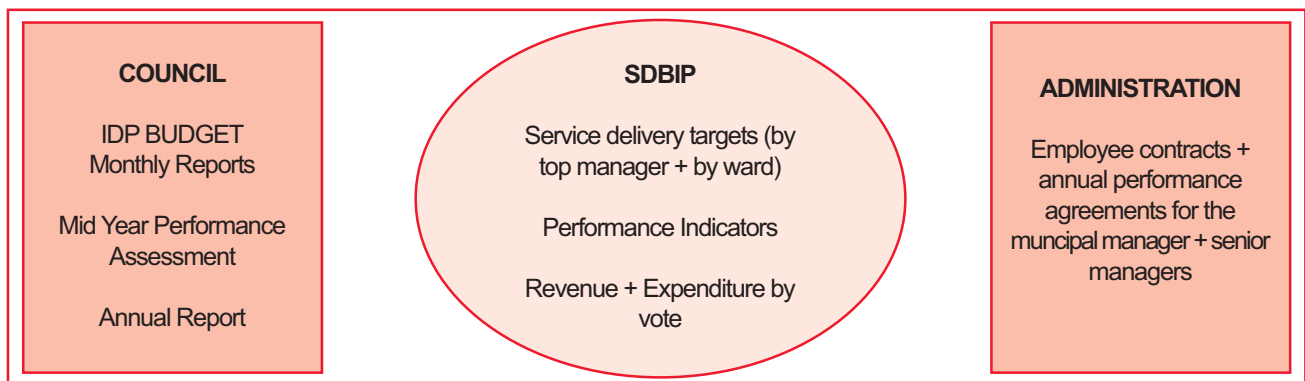 COUNCIL
IDP BUDGET
Monthly Reports
Mid Year Performance
Assessment
Annual Report
SDBIP
Service delivery targets (by
top manager + by ward)
Performance Indicators
Revenue + Expenditure by
vote
ADMINISTRATION
Employee contracts +
annual performance
agreements for the
muncipal manager + senior
managers